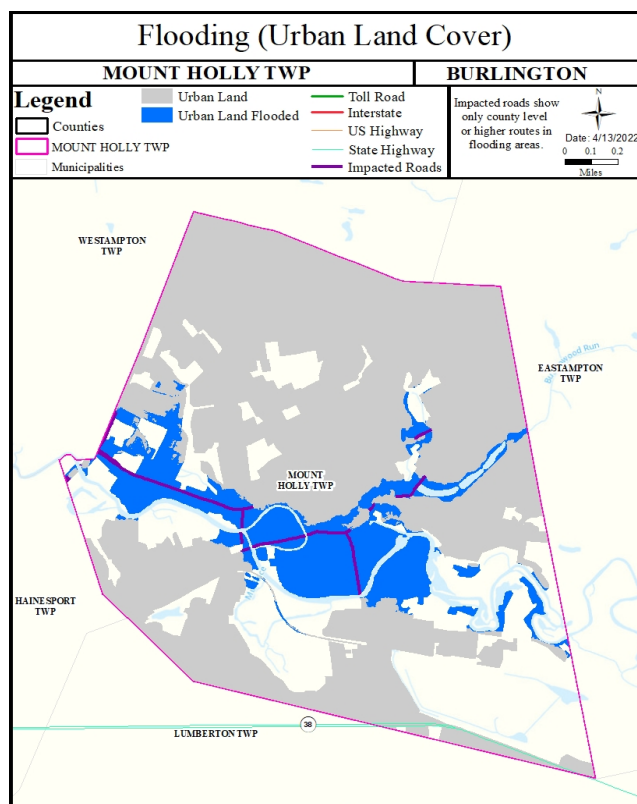 Flooding (Urban Land Cover)
MOUNT HOLLY TWP
BURLINGTON
Legend
Counties
MOUNT HOLLY TWP
Municipalities
Urban Land
Urban Land Flooded
Toll Road
Interstate
US Highway
State Highway
Impacted Roads
Impacted roads show
only county level
or higher routes in
flooding areas.
N
Date: 4/13/2022
0 0.1 0.2
Miles
WESTAMPTON
TWP
EASTAMPTON
TWP
MOUNT
HOLLY TWP
HAINESPORT
TWP
38
LUMBERTON TWP